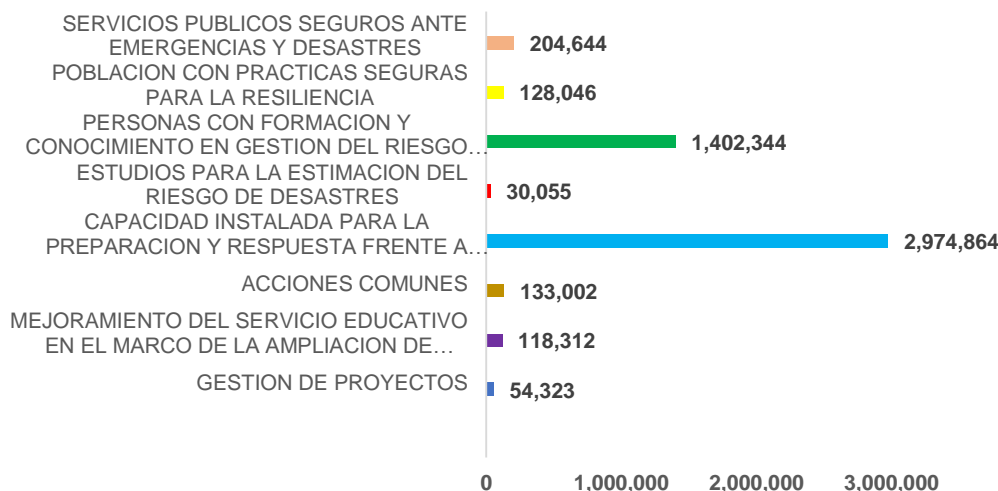 SERVICIOS PUBLICOS SEGUROS ANTE
EMERGENCIAS Y DESASTRES
204,644
POBLACION CON PRACTICAS SEGURAS
PARA LA RESILIENCIA
128,046
PERSONAS CON FORMACION Y
CONOCIMIENTO EN GESTION DEL RIESGO…
1,402,344
ESTUDIOS PARA LA ESTIMACION DEL
RIESGO DE DESASTRES
30,055
CAPACIDAD INSTALADA PARA LA
PREPARACION Y RESPUESTA FRENTE A…
2,974,864
ACCIONES COMUNES
133,002
MEJORAMIENTO DEL SERVICIO EDUCATIVO
EN EL MARCO DE LA AMPLIACION DE…
118,312
GESTION DE PROYECTOS
54,323
0 1,000,000 2,000,000 3,000,000